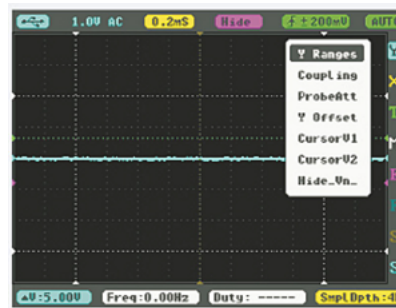 1.0V AC 0.2mS Hide ±200mV AUTO
Y Ranges
Coupling
ProbeAtt
Y Offset
CursorV1
CursorV2
Hide_Vn_
ΔV:5.00V Freq:0.00Hz Duty: ----- SmplDpth:4